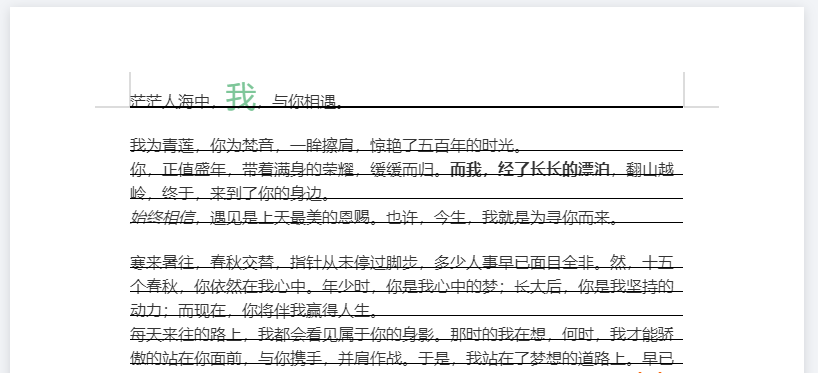 茫茫人海中，我，与你相遇。
我为青莲，你为梵音，一眸擦肩，惊艳了五百年的时光。
你，正值盛年，带着满身的荣耀，缓缓而归。而我，经了长长的漂泊，翻山越
岭，终于，来到了你的身边。
始终相信，遇见是上天最美的恩赐。也许，今生，我就是为寻你而来。
寒来暑往，春秋交替，指针从未停过脚步，多少人事早已面目全非。然，十五
个春秋，你依然在我心中。年少时，你是我心中的梦；长大后，你是我坚持的
动力；而现在，你将伴我赢得人生。
每天来往的路上，我都会看见属于你的身影。那时的我在想，何时，我才能骄
傲的站在你面前，与你携手，并肩作战。于是，我站在了梦想的道路上。早已